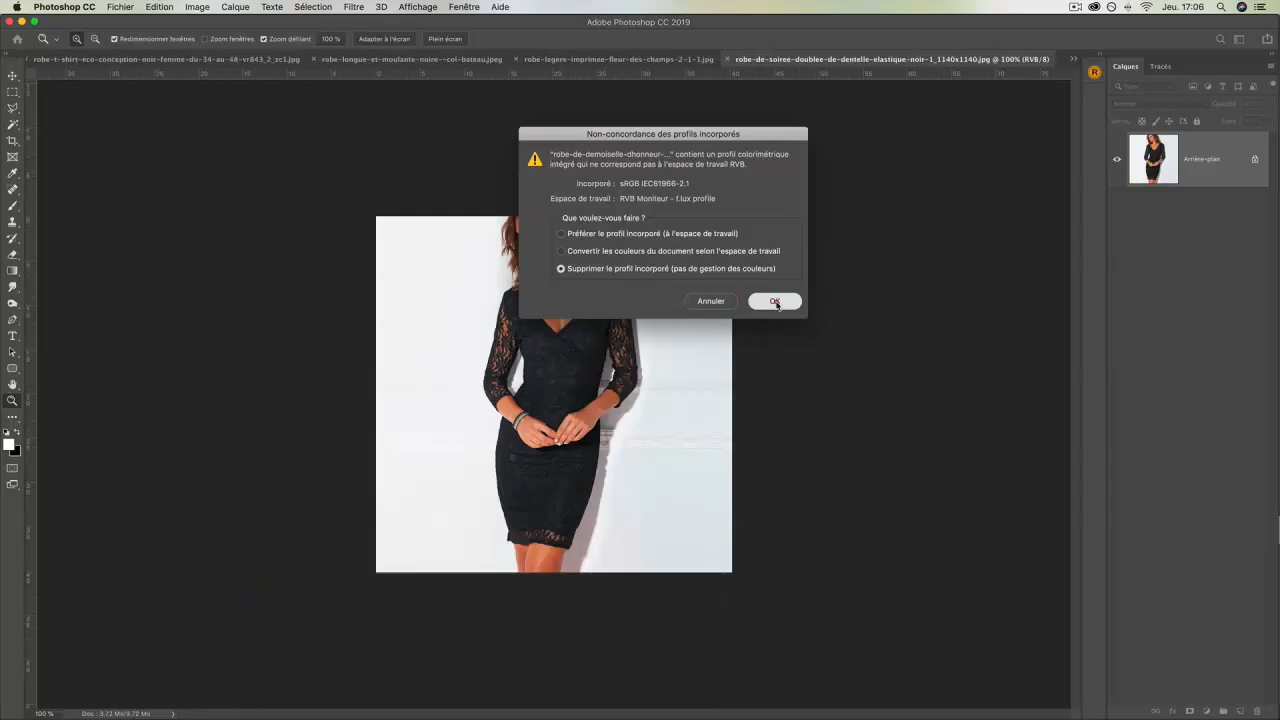 Photoshop CC Fichier Edition Image Calque Texte Sélection Filtre 3D Affichage Fenêtre Aide Jeu. 17:06
Adobe Photoshop CC 2019
Redimensionner fenêtres Zoom fenêtres Zoom défilant 100 % Adapter à l'écran Plein écran
robe-t-shirt-eco-conception-noir-femme-du-34-au-48-vr843_2_zc1.jpg × robe-longue-et-moulante-noire--col-bateau.jpeg × robe-legere-imprimee-fleur-des-champs-2-1-1.jpg × robe-de-soiree-doublee-de-dentelle-elastique-noir-1_1140x1140.jpg @ 100% (RVB/8)
Calques Tracés
Normal Opacité
Verrou : Fond
Arrière-plan
Non-concordance des profils incorporés
"robe-de-demoiselle-dhonneur-..." contient un profil colorimétrique
intégré qui ne correspond pas à l'espace de travail RVB.
Incorporé : sRGB IEC61966-2.1
Espace de travail : RVB Moniteur - f.lux profile
Que voulez-vous faire ?
Préférer le profil incorporé (à l'espace de travail)
Convertir les couleurs du document selon l'espace de travail
Supprimer le profil incorporé (pas de gestion des couleurs)
Annuler OK
100 % Doc : 3.72 Mo/3.72 Mo